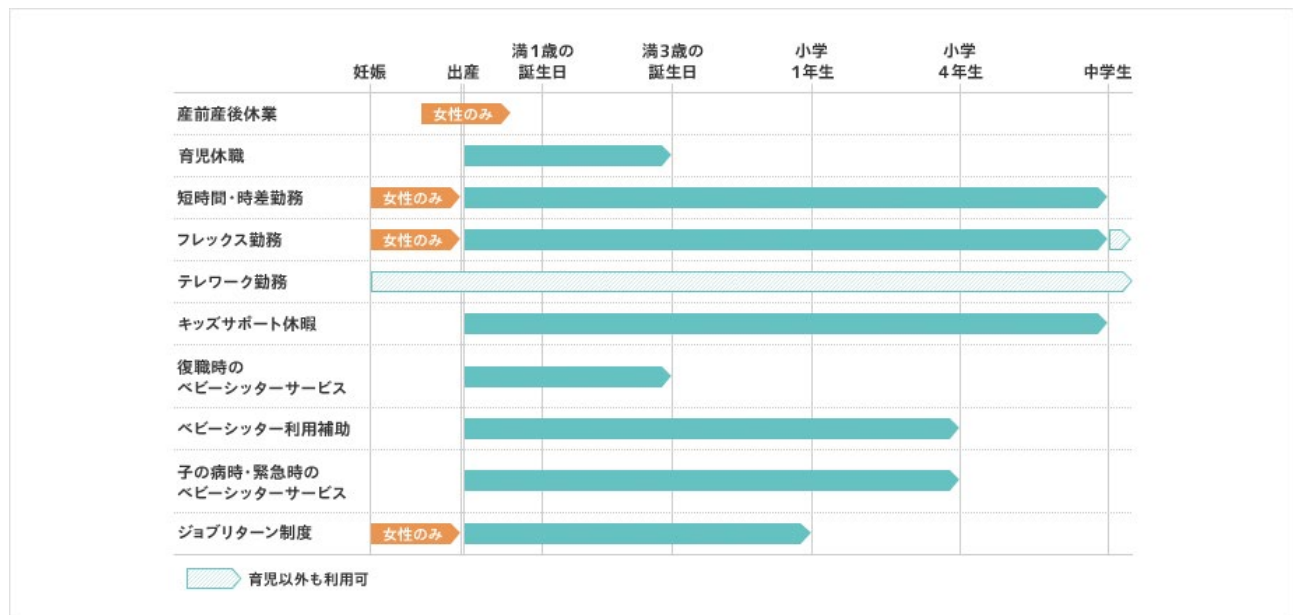 妊娠
出産
満1歳の
誕生日
満3歳の
誕生日
小学
1年生
小学
4年生
中学生
産前産後休業
女性のみ
育児休職
短時間・時差勤務
女性のみ
フレックス勤務
女性のみ
テレワーク勤務
キッズサポート休暇
復職時の
ベビーシッターサービス
ベビーシッター利用補助
子の病時・緊急時の
ベビーシッターサービス
ジョブリターン制度
女性のみ
育児以外も利用可